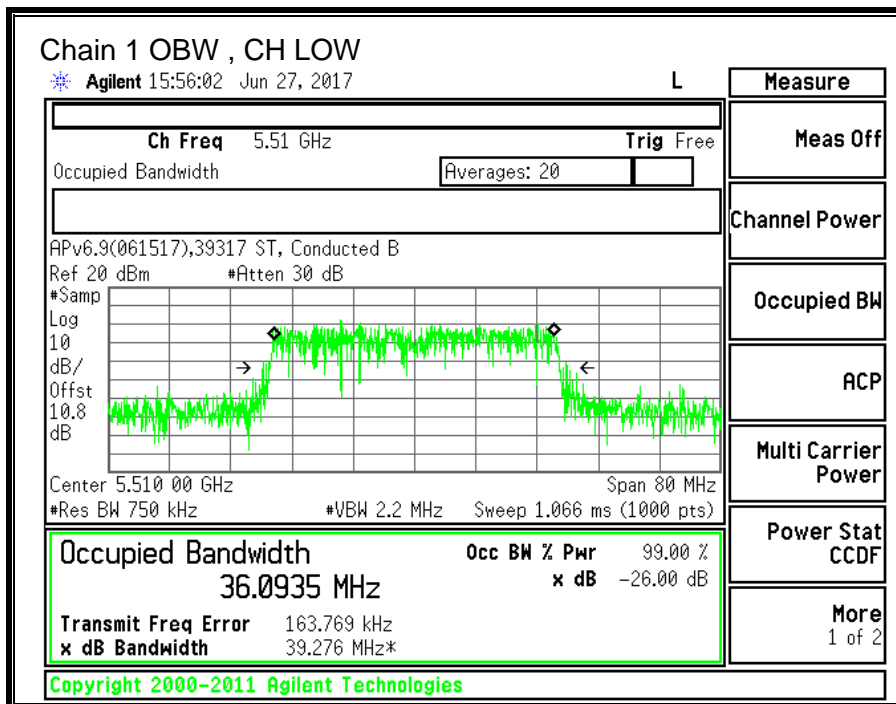 Chain 1 OBW , CH LOW
Agilent 15:56:02 Jun 27, 2017 L
Measure
Ch Freq 5.51 GHz Trig Free
Occupied Bandwidth Averages: 20
APv6.9(061517),39317 ST, Conducted B
Ref 20 dBm #Atten 30 dB
#Samp
Log
10
dB/
Offst
10.8
dB
Center 5.510 00 GHz Span 80 MHz
#Res BW 750 kHz #VBW 2.2 MHz Sweep 1.066 ms (1000 pts)
Occupied Bandwidth Occ BW % Pwr 99.00 %
36.0935 MHz x dB -26.00 dB
Transmit Freq Error 163.769 kHz
x dB Bandwidth 39.276 MHz*
Meas Off
Channel Power
Occupied BW
ACP
Multi Carrier
Power
Power Stat
CCDF
More
1 of 2
Copyright 2000-2011 Agilent Technologies